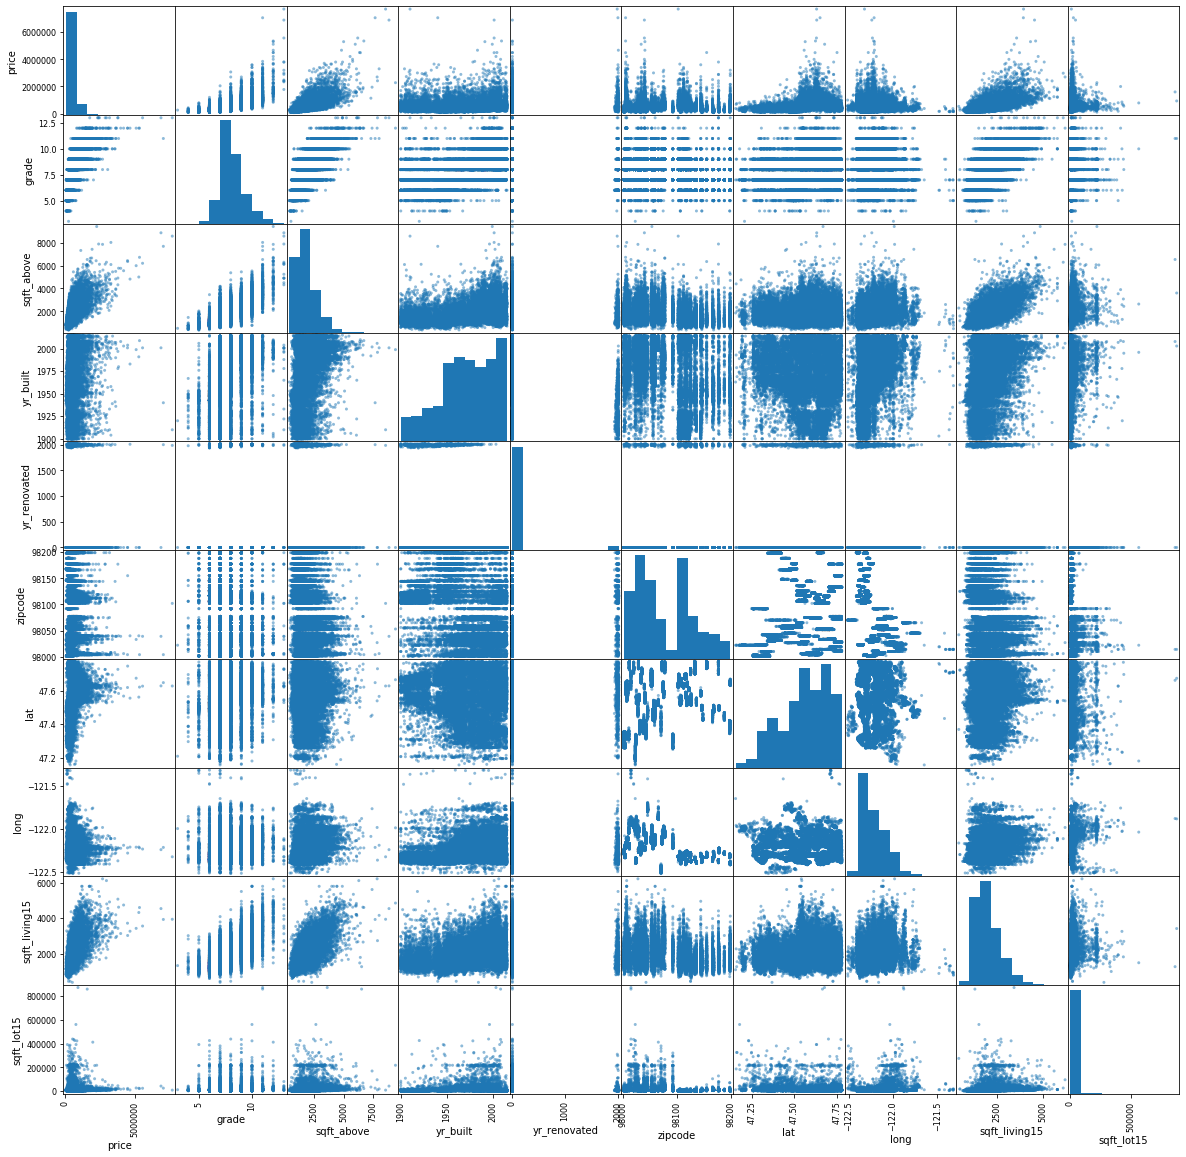 6000000
4000000
2000000
0
price
12.5
10.0
7.5
5.0
grade
8000
6000
4000
2000
sqft_above
2000
1975
1950
1925
1900
yr_built
2000
1500
1000
500
0
yr_renovated
98200
98150
98100
98050
98000
zipcode
47.6
47.4
47.2
lat
−121.5
−122.0
−122.5
long
6000
4000
2000
sqft_living15
800000
600000
400000
200000
0
sqft_lot15
0 5000000
price
5 10
grade
2500 5000 7500
sqft_above
1900 1950 2000
yr_built
0 1000 2000
yr_renovated
98000 98100 98200
zipcode
47.25 47.50 47.75
lat
−122.5 −122.0 −121.5
long
2500 5000
sqft_living15
0 5000000
sqft_lot15